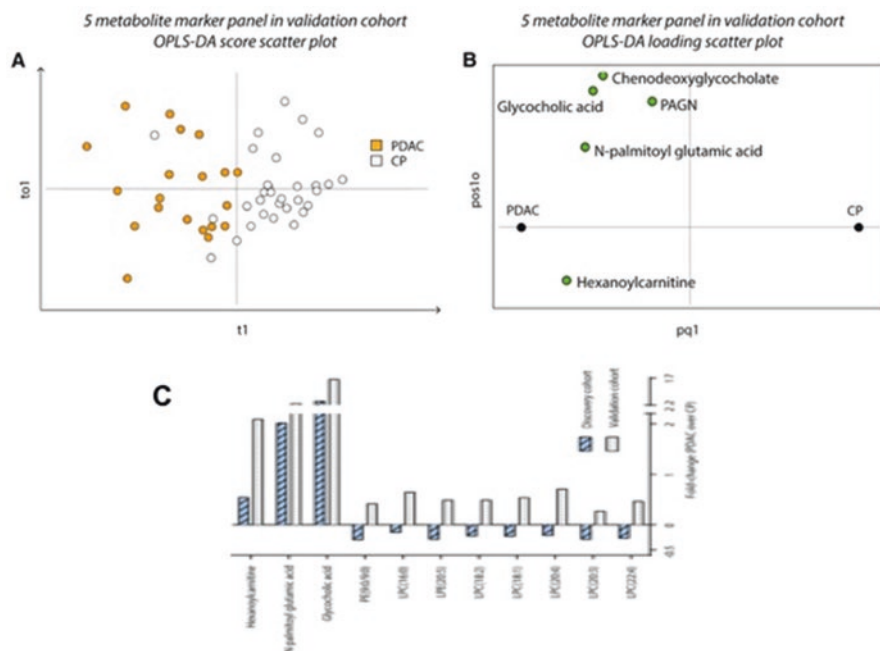 5 metabolite marker panel in validation cohort
OPLS-DA score scatter plot
A
PDAC
CP
to1
t1
5 metabolite marker panel in validation cohort
OPLS-DA loading scatter plot
B
Chenodeoxyglycocholate
Glycocholic acid
PAGN
N-palmitoyl glutamic acid
PDAC
CP
Hexanoylcarnitine
pos1o
pq1
C
Discovery cohort
Validation cohort
17
2.2
2
1
0
-0.5
Fold change (PDAC over CP)
Hexanoylcarnitine
N-palmitoyl glutamic acid
Glycocholic acid
LPC(16:0)
LPE(20:5)
LPC(18:2)
LPC(18:1)
LPC(20:4)
LPC(20:3)
LPC(22:4)